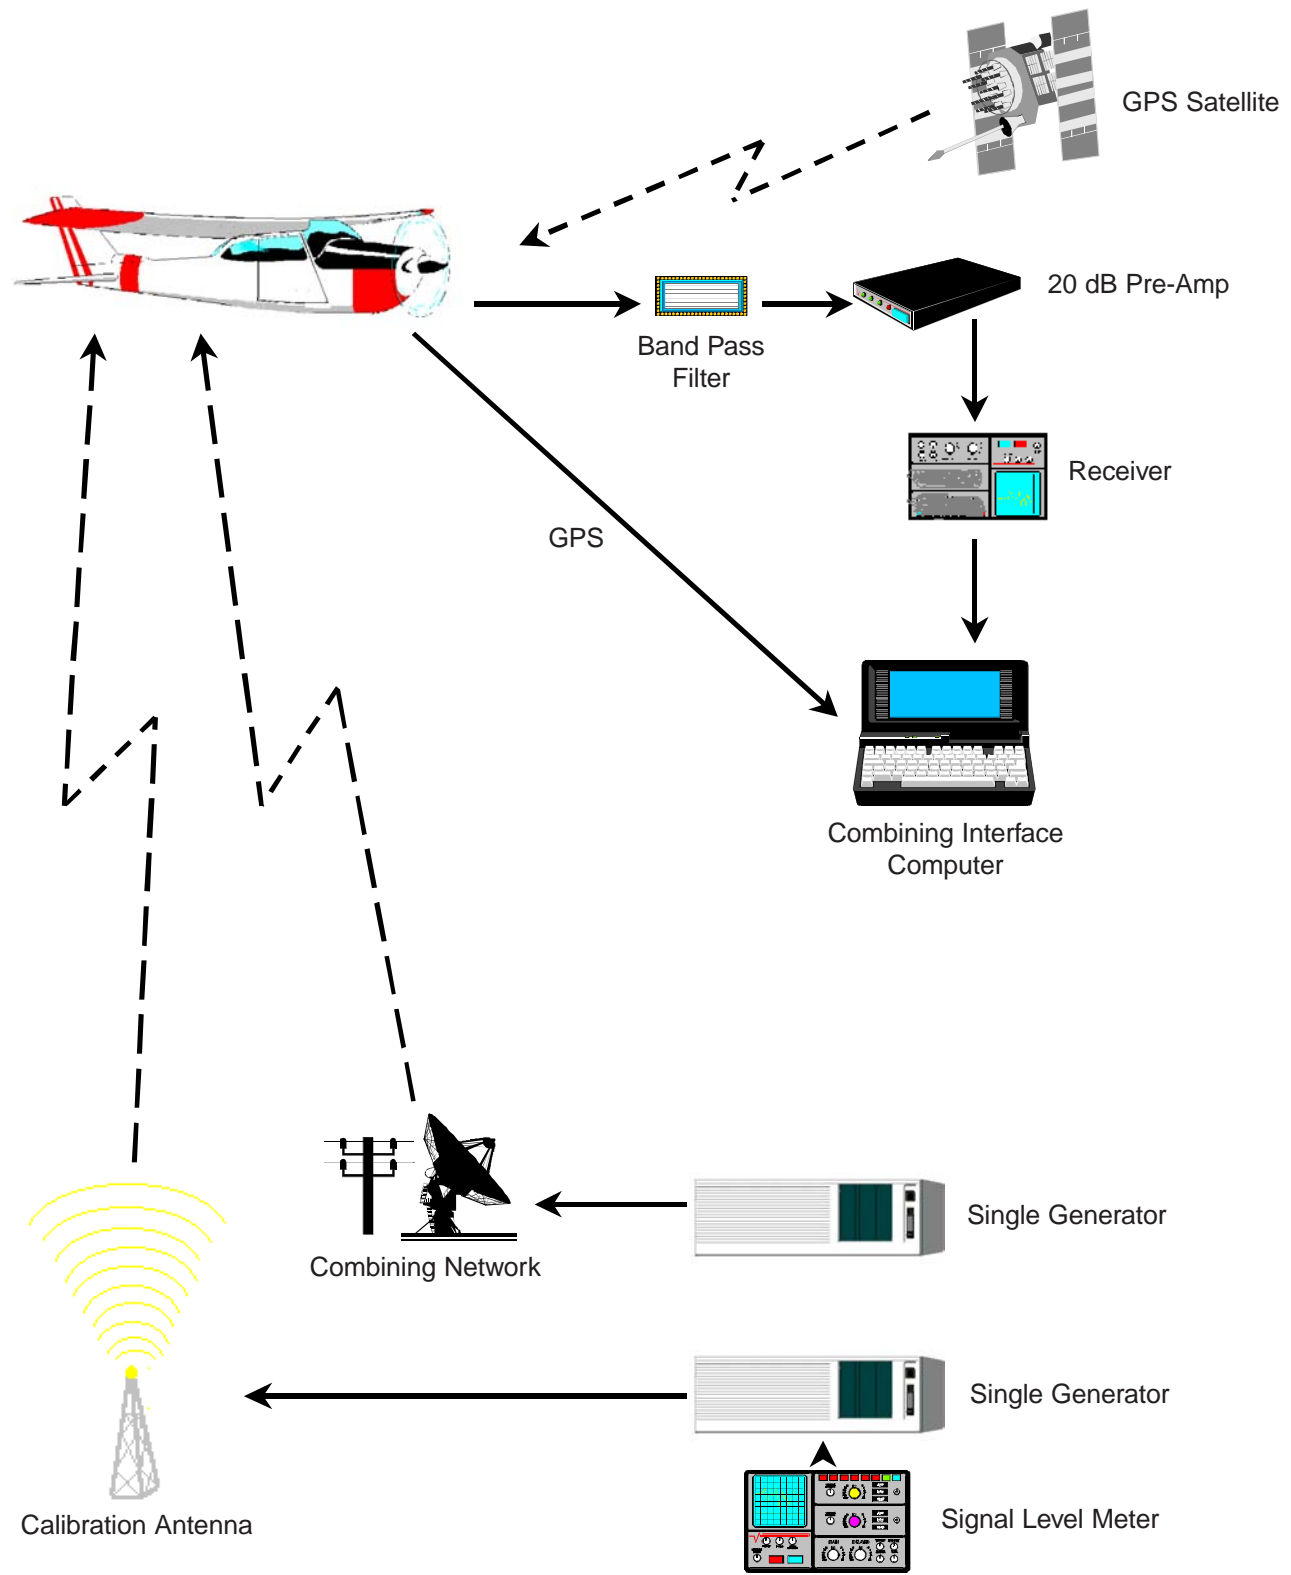 GPS Satellite
20 dB Pre-Amp
Band Pass
Filter
Receiver
GPS
Combining Interface
Computer
Single Generator
Combining Network
Single Generator
Calibration Antenna
Signal Level Meter